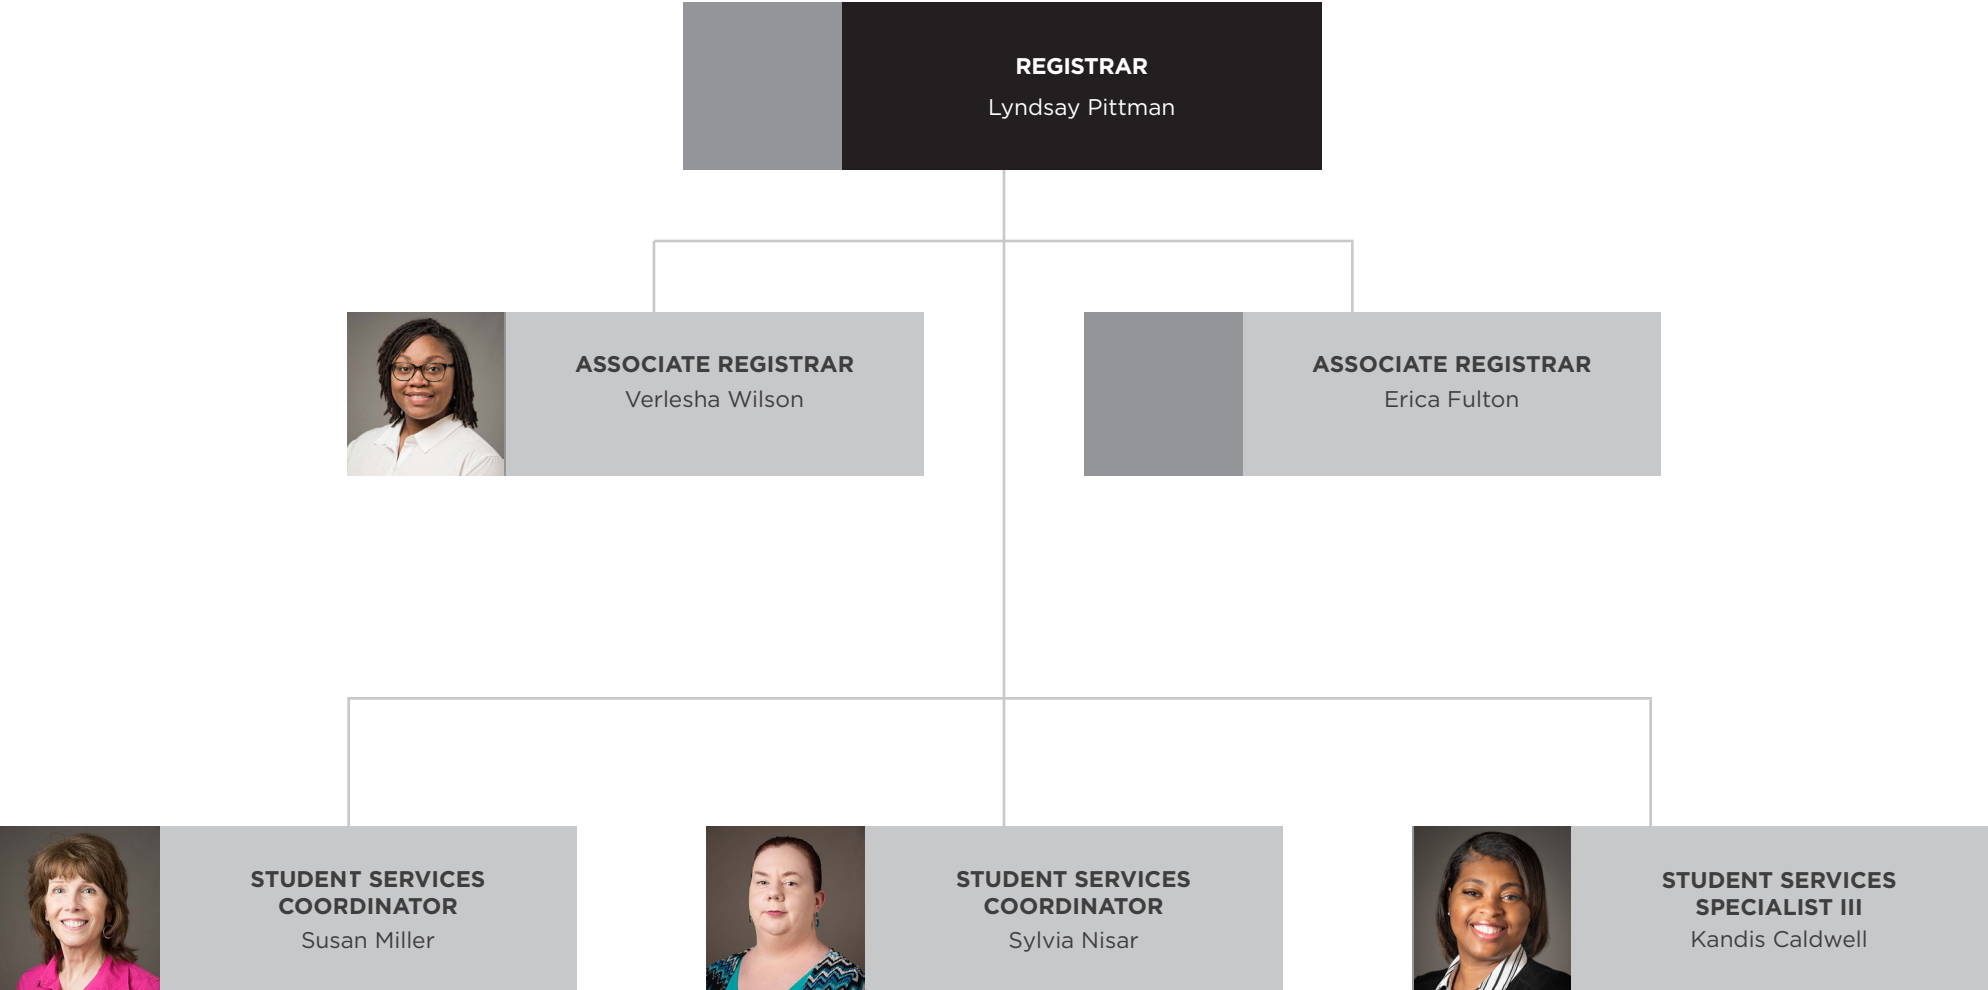 REGISTRAR
Lyndsay Pittman
ASSOCIATE REGISTRAR
Verlesha Wilson
ASSOCIATE REGISTRAR
Erica Fulton
STUDENT SERVICES
COORDINATOR
Susan Miller
STUDENT SERVICES
COORDINATOR
Sylvia Nisar
STUDENT SERVICES
SPECIALIST III
Kandis Caldwell